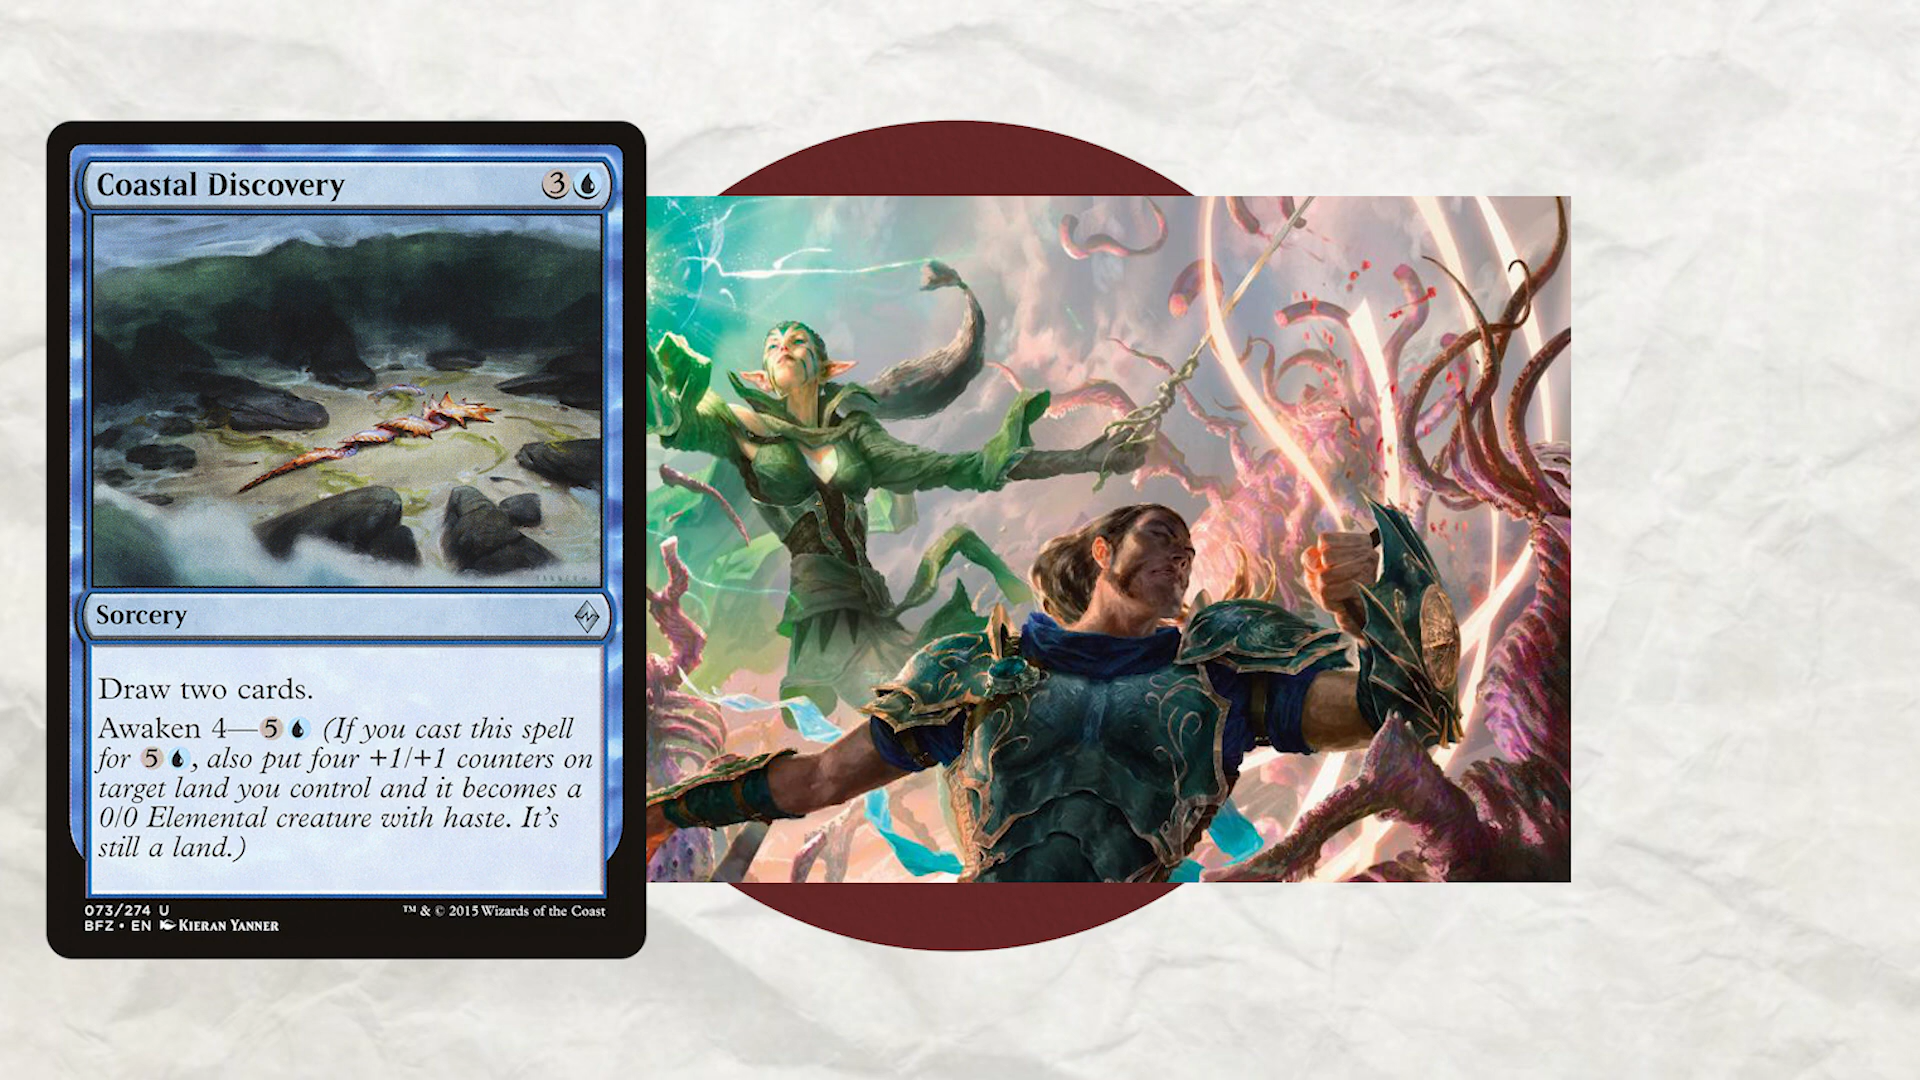 Coastal Discovery 3
Sorcery
Draw two cards.
Awaken 4—5 (If you cast this spell
for 5 , also put four +1/+1 counters on
target land you control and it becomes a
0/0 Elemental creature with haste. It's
still a land.)
073/274 U
BFZ • EN KIERAN YANNER
™ & © 2015 Wizards of the Coast